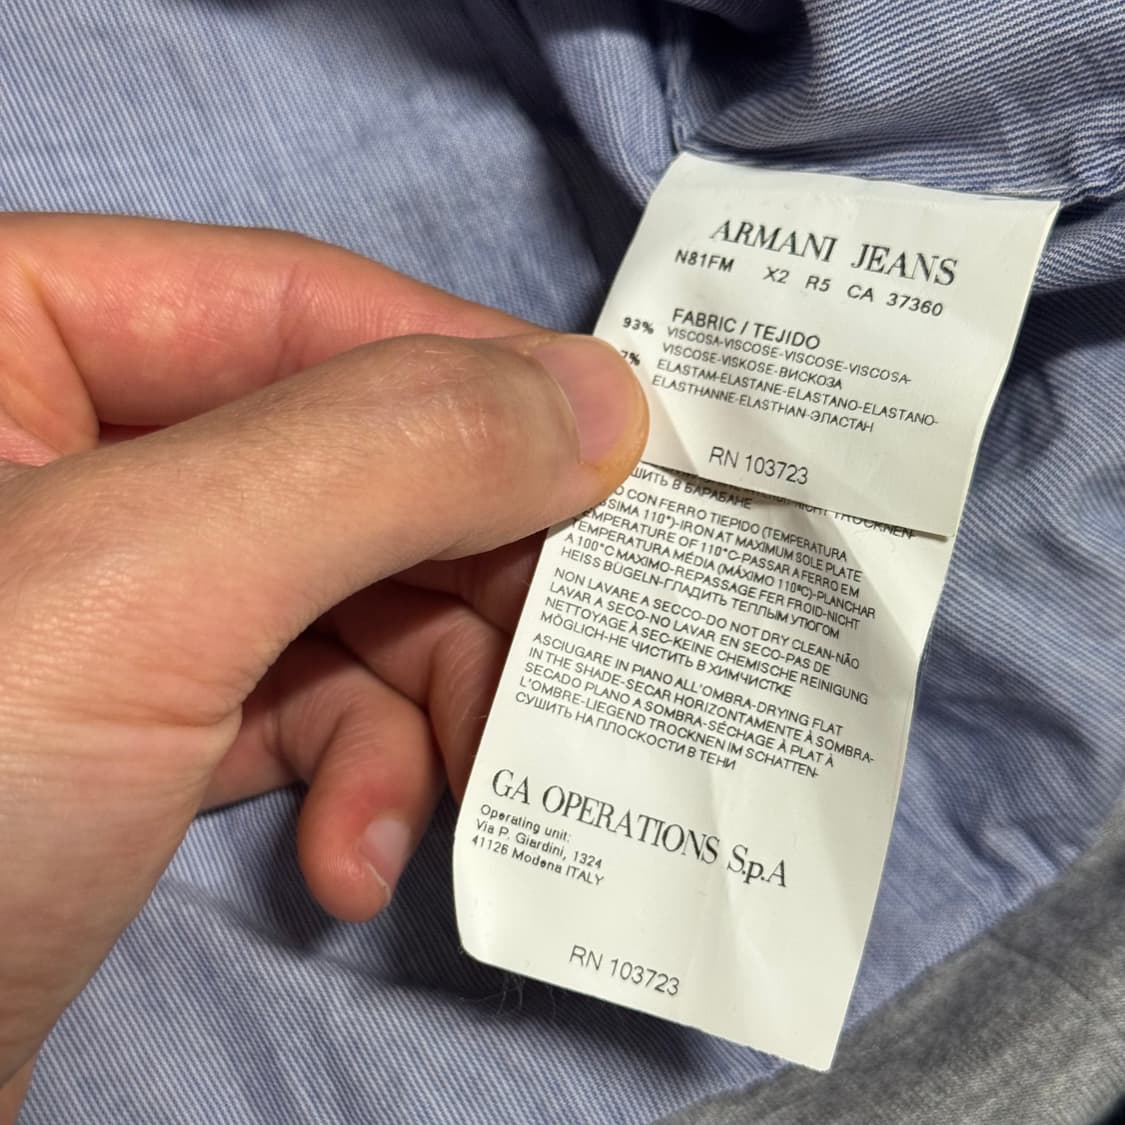 ARMANI JEANS
N81FM X2 R5 CA 37360
FABRIC / TEJIDO
93% VISCOSA-VISCOSE-VISCOSE-VISCOSA-
VISCOSE-VISKOSE-ВИСКОЗА
7% ELASTAM-ELASTANE-ELASTANO-ELASTANO-
ELASTHANNE-ELASTHAN-ЭЛАСТАН
RN 103723
NICHT TROCKNEN-
В БАРАБАНЕ
CON FERRO TIEPIDO (TEMPERATURA
110°)-IRON AT MAXIMUM SOLE PLATE
TEMPERATURE OF 110°C-PASSAR A FERRO EM
TEMPERATURA MÉDIA (MÁXIMO 110ºC)-PLANCHAR
A 100°C MAXIMO-REPASSAGE FER FROID-NICHT
HEISS BÜGELN-ГЛАДИТЬ ТЕПЛЫМ УТЮГОМ
NON LAVARE A SECCO-DO NOT DRY CLEAN-NÃO
LAVAR A SECO-NO LAVAR EN SECO-PAS DE
NETTOYAGE À SEC-KEINE CHEMISCHE REINIGUNG
MÖGLICH-НЕ ЧИСТИТЬ В ХИМЧИСТКЕ
ASCIUGARE IN PIANO ALL'OMBRA-DRYING FLAT
IN THE SHADE-SECAR HORIZONTAMENTE À SOMBRA-
SECADO PLANO A SOMBRA-SÉCHAGE À PLAT À
L'OMBRE-LIEGEND TROCKNEN IM SCHATTEN-
СУШИТЬ НА ПЛОСКОСТИ В ТЕНИ
GA OPERATIONS S.p.A
Operating unit:
Via P. Giardini, 1324
41126 Modena ITALY
RN 103723